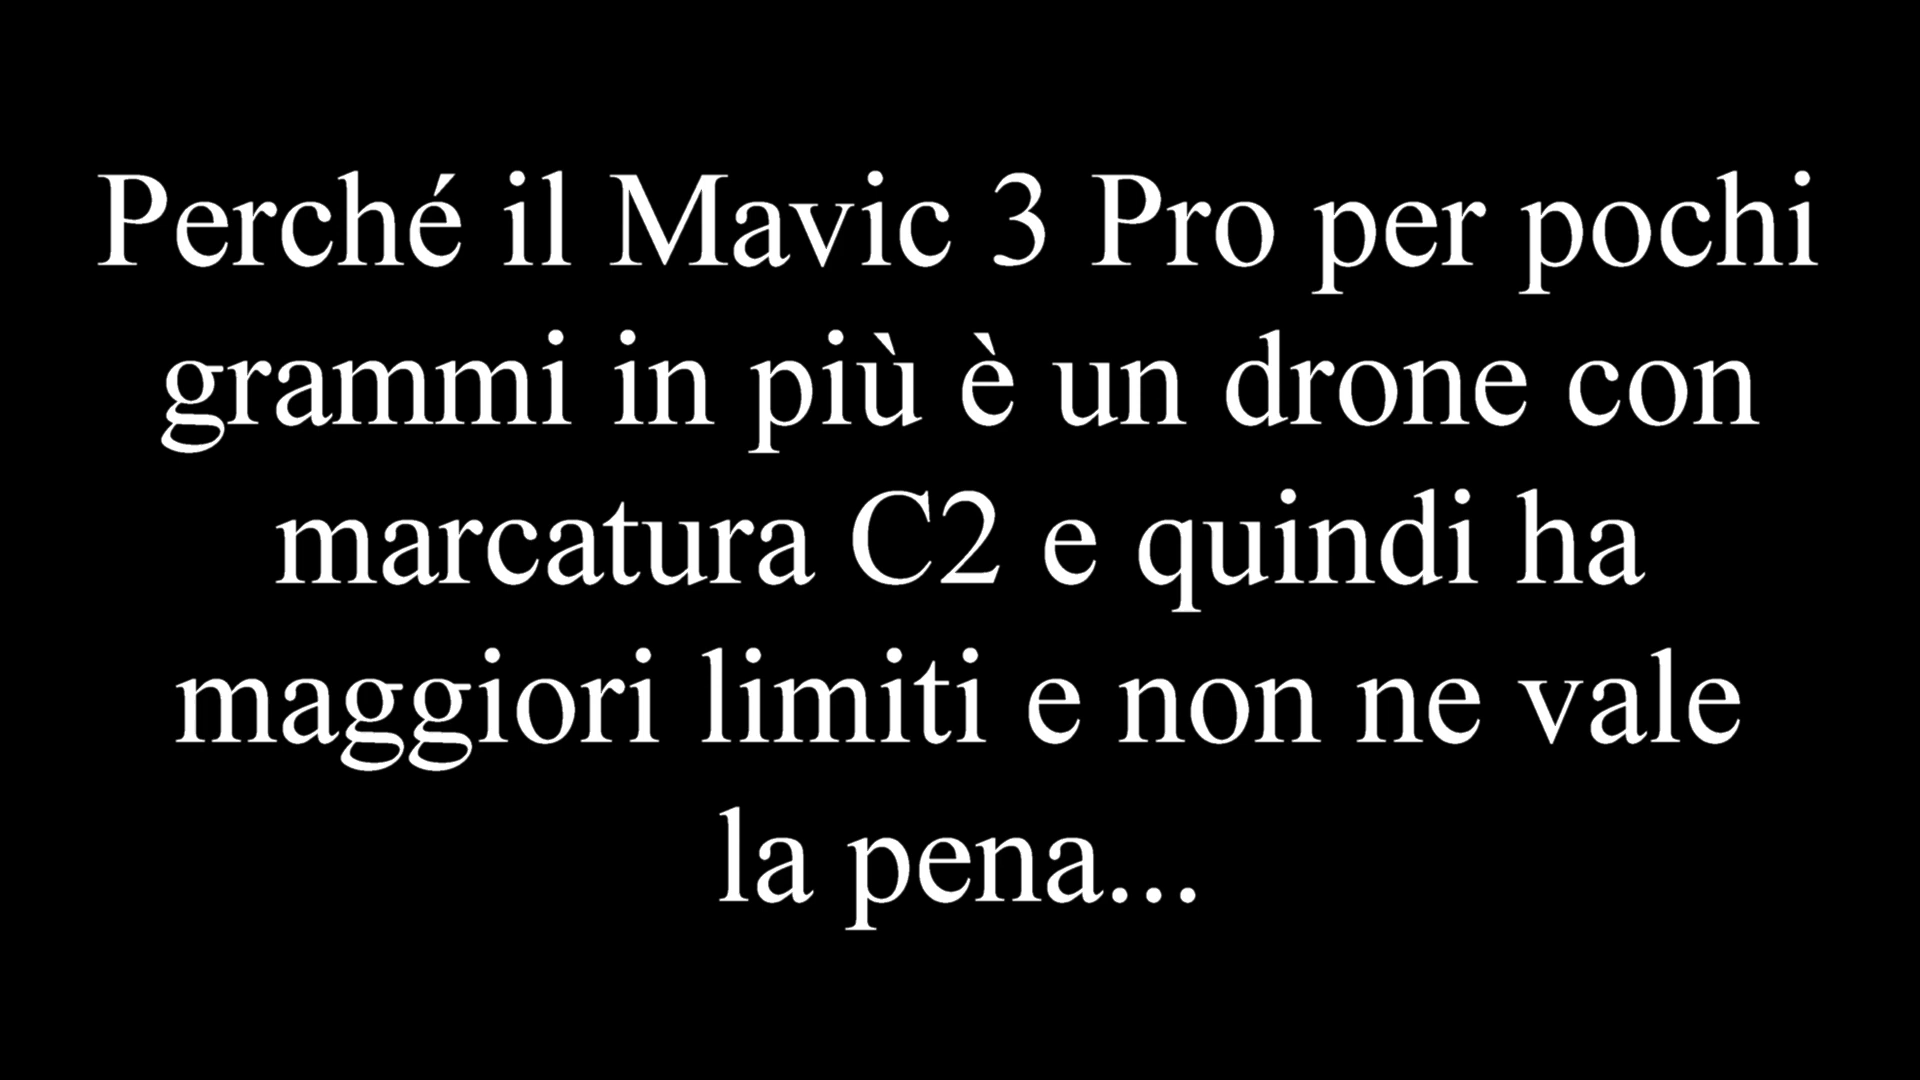 Perché il Mavic 3 Pro per pochi
grammi in più è un drone con
marcatura C2 e quindi ha
maggiori limiti e non ne vale
la pena...